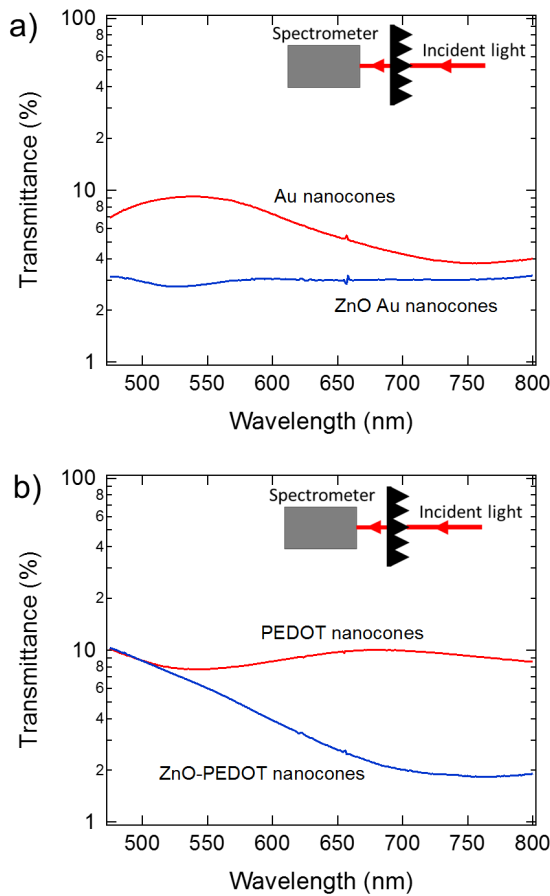 a)
Transmittance (%)
100
8
6
4
2
10
8
6
4
2
1
Spectrometer
Incident light
Au nanocones
ZnO Au nanocones
500 550 600 650 700 750 800
Wavelength (nm)
b)
Transmittance (%)
100
8
6
4
2
10
8
6
4
2
1
Spectrometer
Incident light
PEDOT nanocones
ZnO-PEDOT nanocones
500 550 600 650 700 750 800
Wavelength (nm)